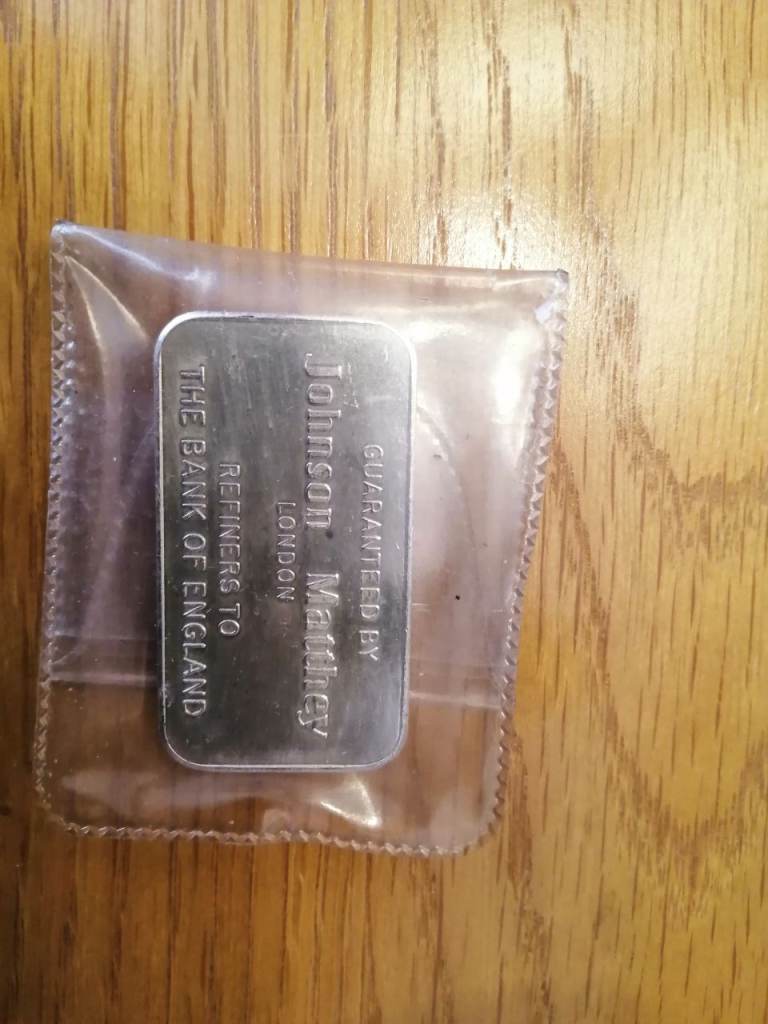 GUARANTEED BY
Johnson Matthey
LONDON
REFINERS TO
THE BANK OF ENGLAND